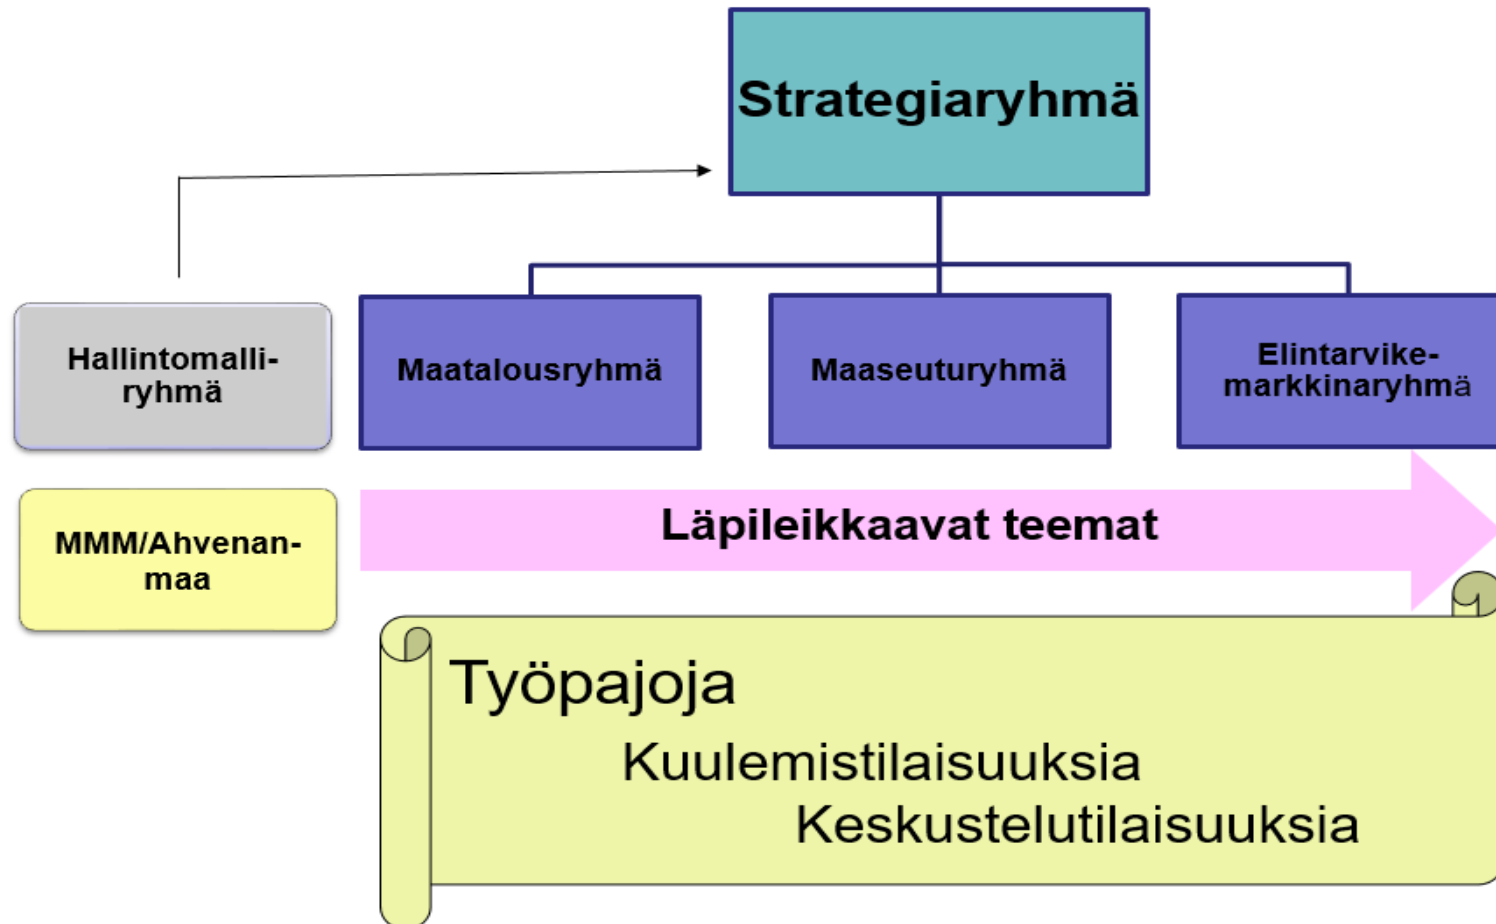 Strategiaryhmä
Hallintomalli-
ryhmä
Maatalousryhmä
Maaseuturyhmä
Elintarvike-
markkinaryhmä
MMM/Ahvenan-
maa
Läpileikkaavat teemat
Työpajoja
Kuulemistilaisuuksia
Keskustelutilaisuuksia